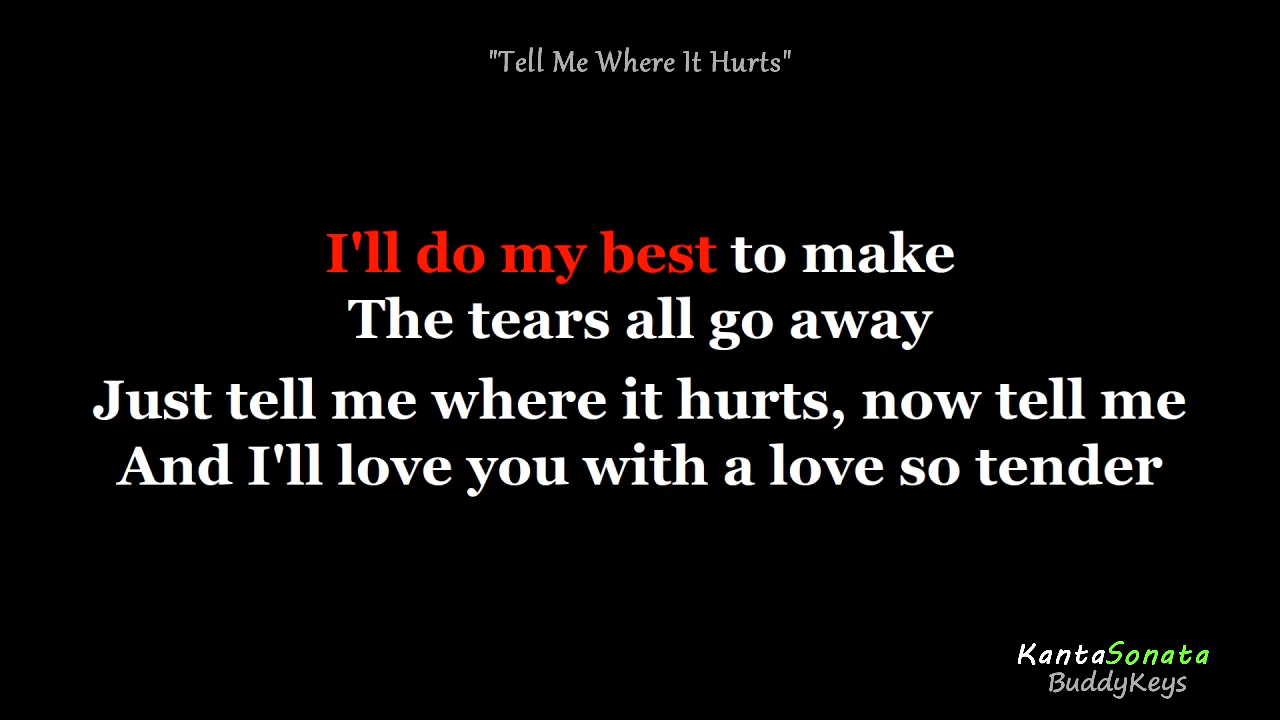 "Tell Me Where It Hurts"
I'll do my best to make
The tears all go away
Just tell me where it hurts, now tell me
And I'll love you with a love so tender
KantaSonata
BuddyKeys